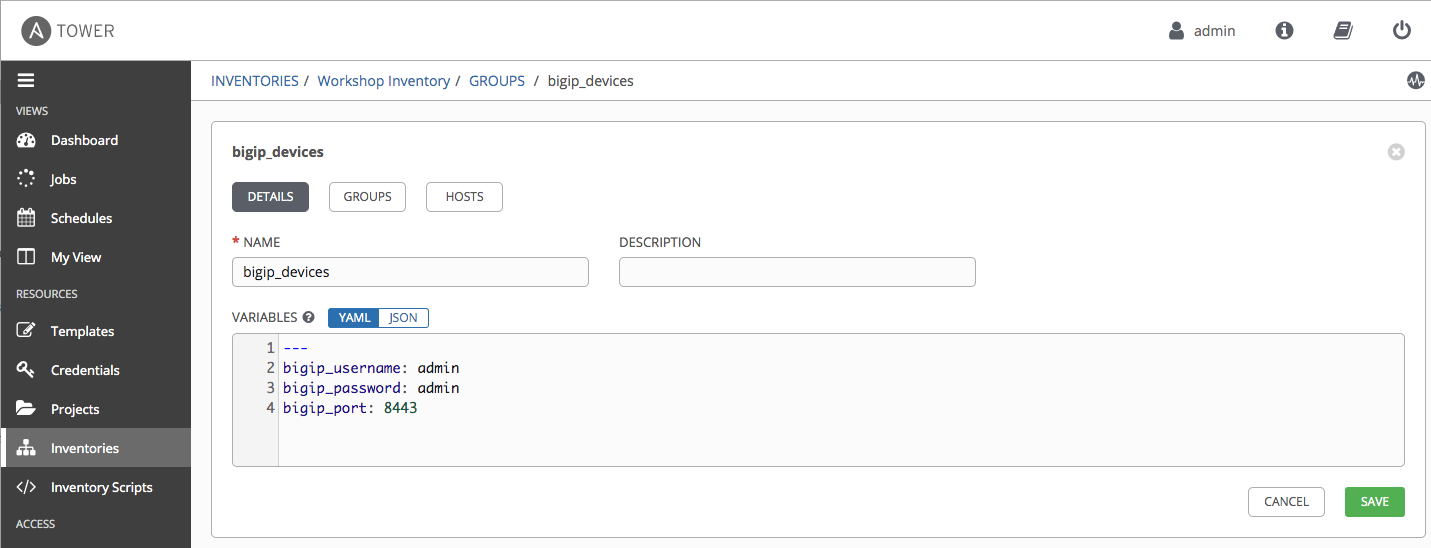 TOWER
admin
VIEWS
Dashboard
Jobs
Schedules
My View
RESOURCES
Templates
Credentials
Projects
Inventories
Inventory Scripts
ACCESS
INVENTORIES / Workshop Inventory / GROUPS / bigip_devices
bigip_devices
DETAILS GROUPS HOSTS
* NAME DESCRIPTION
bigip_devices
VARIABLES ? YAML JSON
1 ---
2 bigip_username: admin
3 bigip_password: admin
4 bigip_port: 8443
CANCEL SAVE